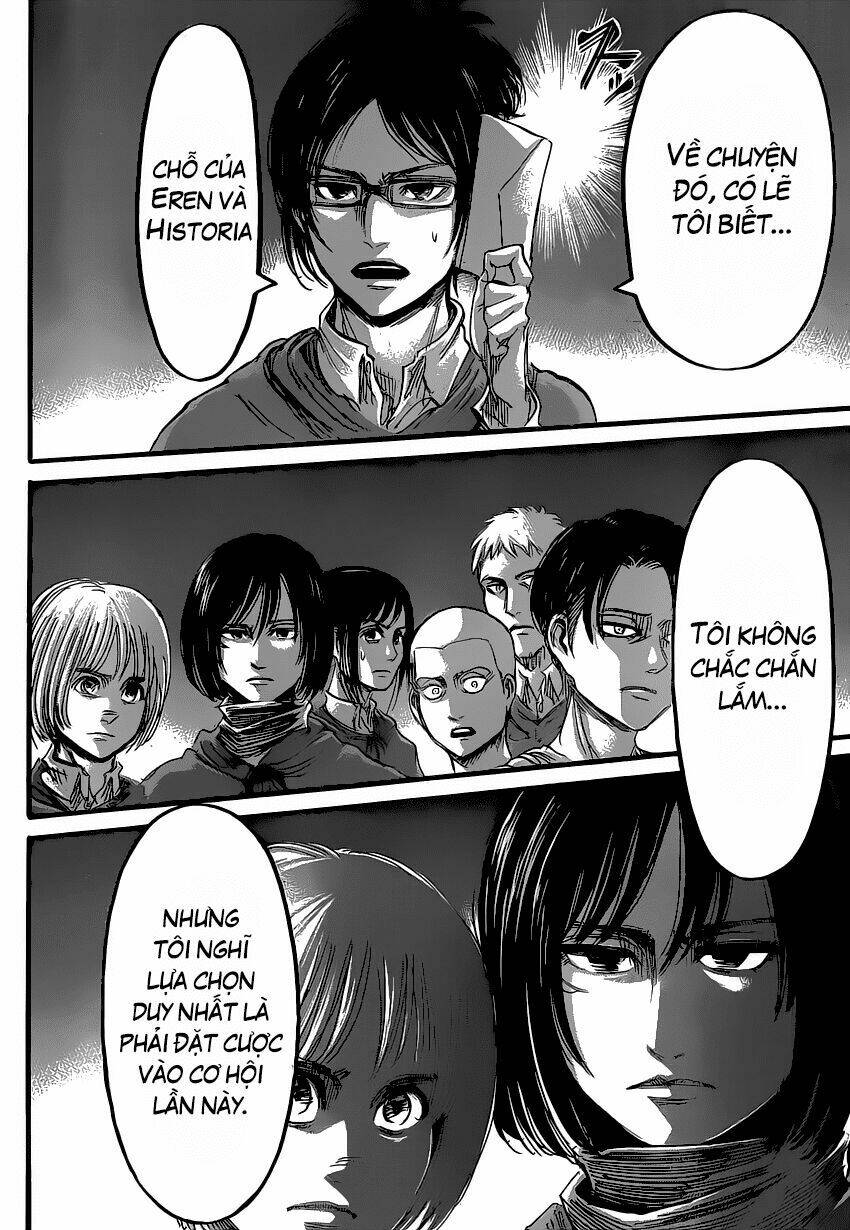 VỀ CHUYỆN
ĐÓ, CÓ LẼ
TÔI BIẾT...
CHỖ CỦA
EREN VÀ
HISTORIA
TÔI KHÔNG
CHẮC CHẮN
LẮM...
NHƯNG
TÔI NGHĨ
LỰA CHỌN
DUY NHẤT LÀ
PHẢI ĐẶT CƯỢC
VÀO CƠ HỘI
LẦN NÀY.